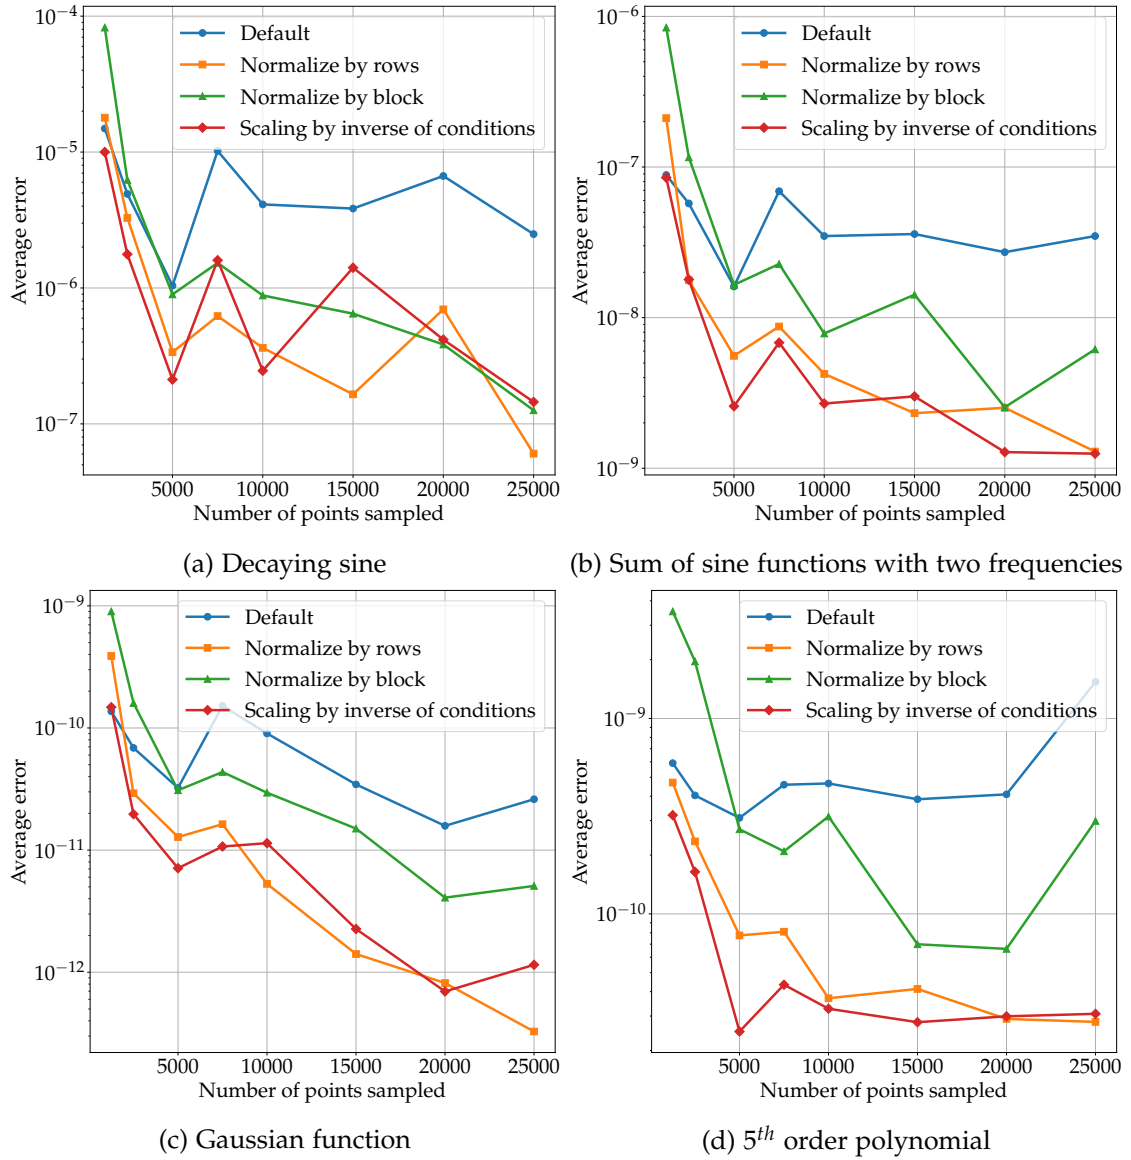 10^{-4}
10^{-5}
10^{-6}
10^{-7}
Average error
Default
Normalize by rows
Normalize by block
Scaling by inverse of conditions
5000 10000 15000 20000 25000
Number of points sampled
(a) Decaying sine
10^{-6}
10^{-7}
10^{-8}
10^{-9}
Average error
Default
Normalize by rows
Normalize by block
Scaling by inverse of conditions
5000 10000 15000 20000 25000
Number of points sampled
(b) Sum of sine functions with two frequencies
10^{-9}
10^{-10}
10^{-11}
10^{-12}
Average error
Default
Normalize by rows
Normalize by block
Scaling by inverse of conditions
5000 10000 15000 20000 25000
Number of points sampled
(c) Gaussian function
10^{-9}
10^{-10}
Average error
Default
Normalize by rows
Normalize by block
Scaling by inverse of conditions
5000 10000 15000 20000 25000
Number of points sampled
(d) 5^{th} order polynomial